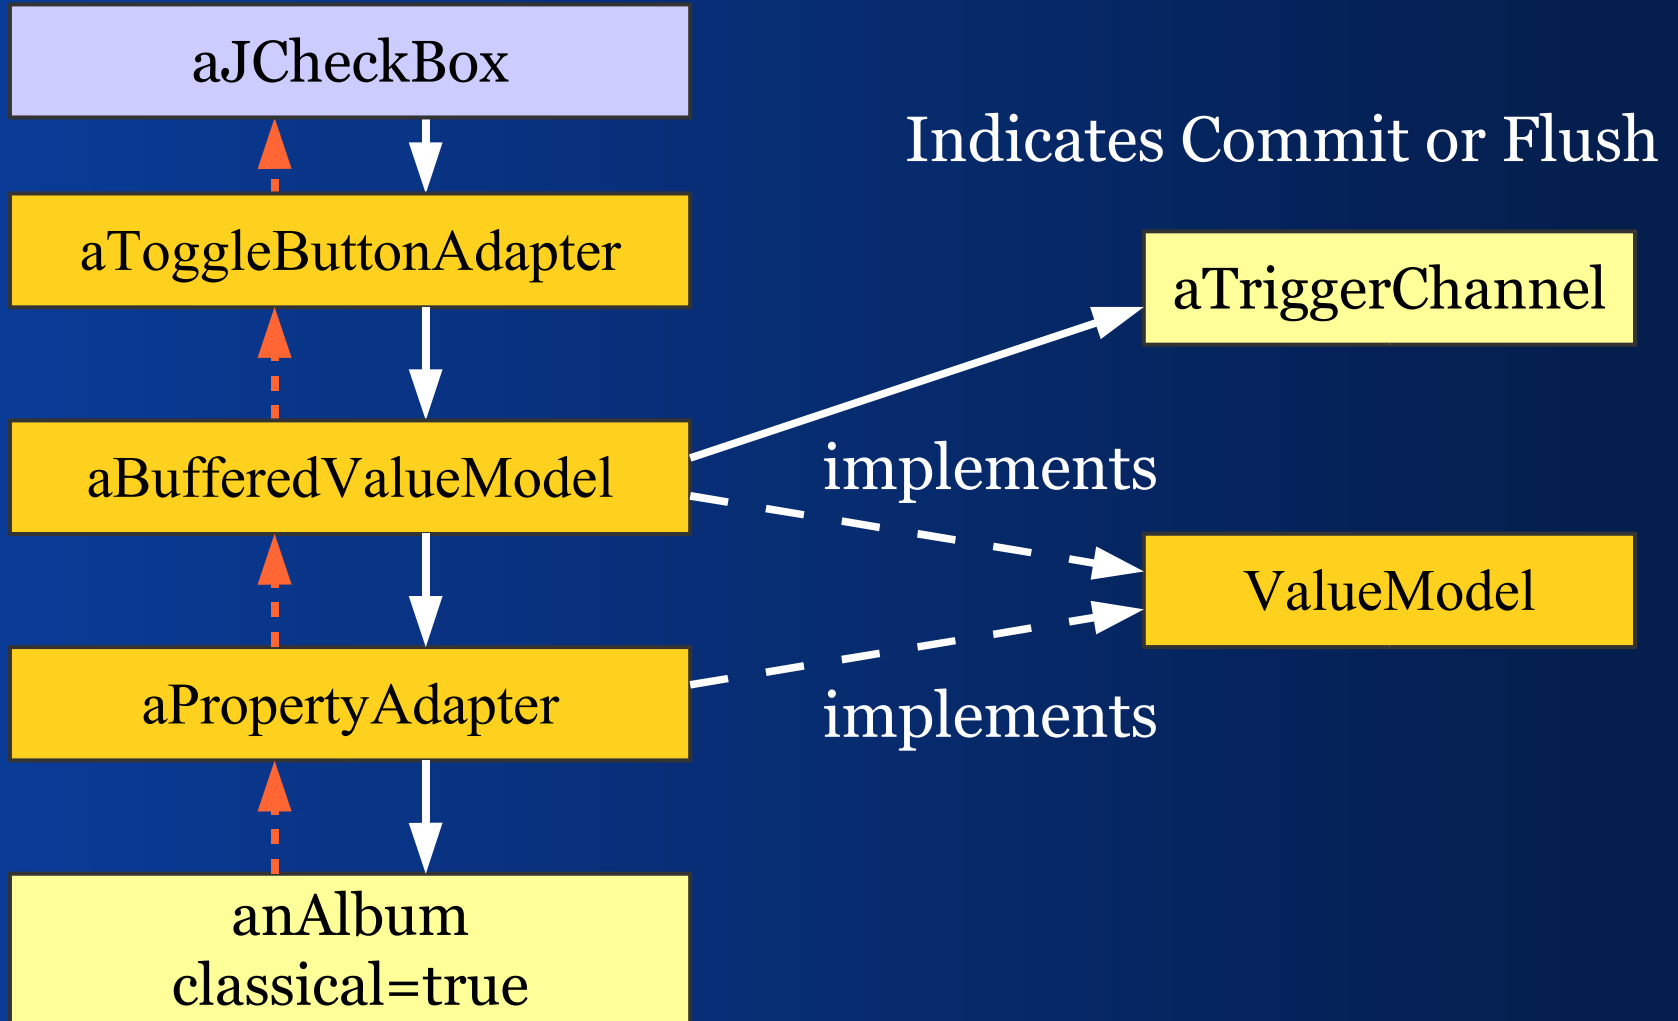 aJCheckBox
Indicates Commit or Flush
aToggleButtonAdapter
aTriggerChannel
aBufferedValueModel
implements
ValueModel
aPropertyAdapter
implements
anAlbum
classical=true